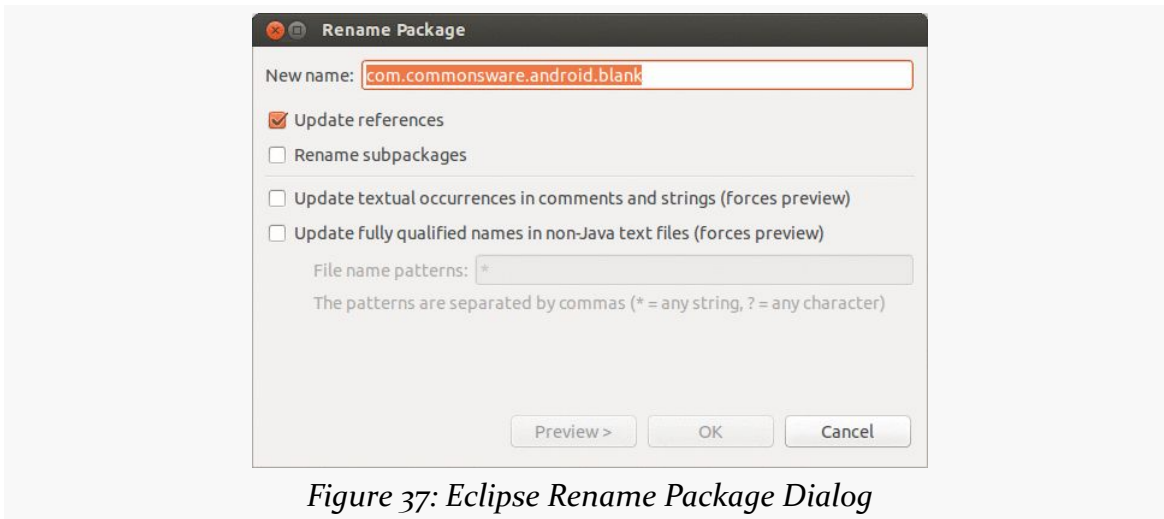 Rename Package
New name: com.commonsware.android.blank
Update references
Rename subpackages
Update textual occurrences in comments and strings (forces preview)
Update fully qualified names in non-Java text files (forces preview)
File name patterns: *
The patterns are separated by commas (* = any string, ? = any character)
Preview > OK Cancel
Figure 37: Eclipse Rename Package Dialog